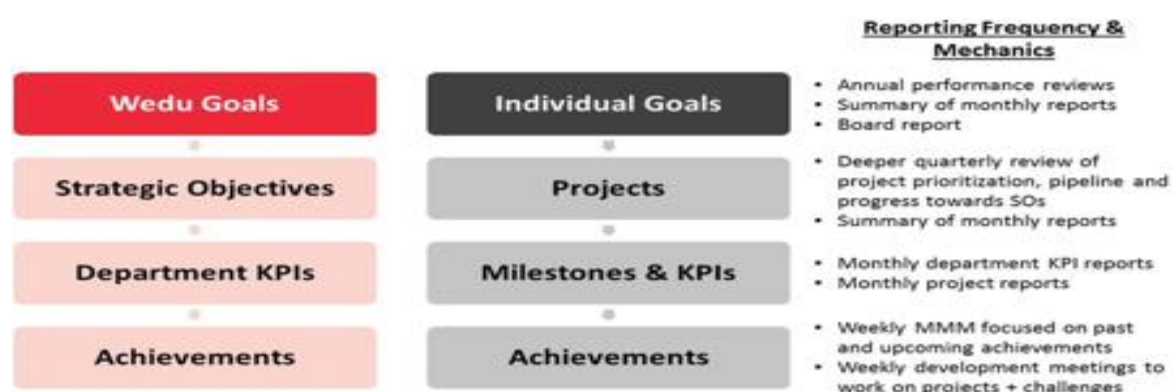 Reporting Frequency &
Mechanics
Wedu Goals
Individual Goals
• Annual performance reviews
• Summary of monthly reports
• Board report
Strategic Objectives
Projects
• Deeper quarterly review of
project prioritization, pipeline and
progress towards SOs
• Summary of monthly reports
Department KPIs
Milestones & KPIs
• Monthly department KPI reports
• Monthly project reports
Achievements
Achievements
• Weekly MMM focused on past
and upcoming achievements
• Weekly development meetings to
work on projects + challenges